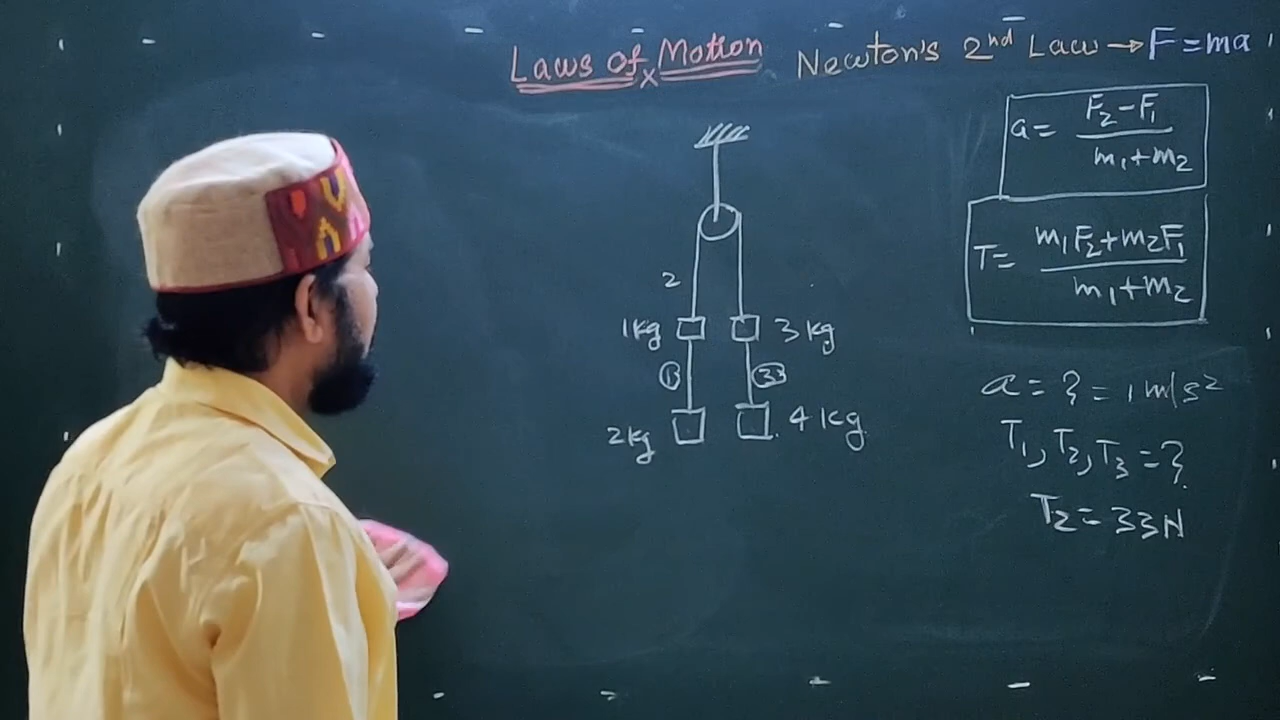 Laws of Motion
x
Newton's 2nd Law → F = ma
a = F2 - F1 / m1 + m2
T = m1F2 + m2F1 / m1 + m2
2
1kg
3 kg
33
2kg
4 kg
a = ? = 1 m/s2
T1, T2, T3 = ?
T2 = 33N